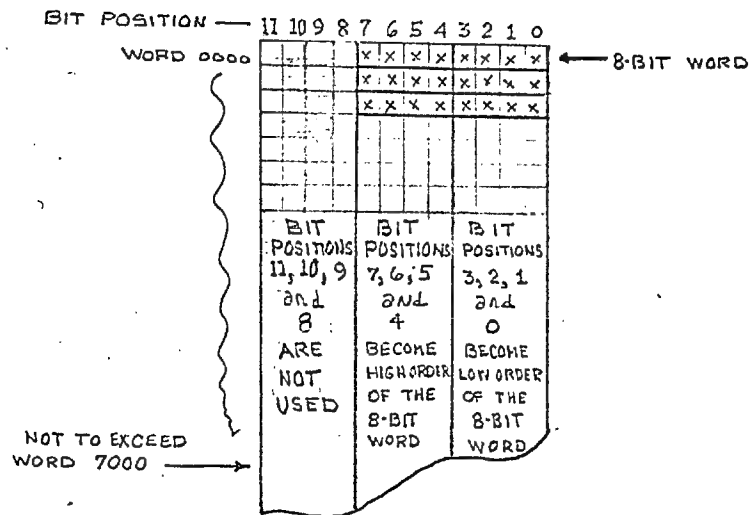 BIT POSITION 11 10 9 8 7 6 5 4 3 2 1 0
WORD 0000 x x x x x x x x 8-BIT WORD
x x x x x x x x
x x x x x x x x
BIT
POSITIONS
11, 10, 9
and
8
ARE
NOT
USED
BIT
POSITIONS
7, 6, 5
and
4
BECOME
HIGH ORDER
OF THE
8-BIT
WORD
BIT
POSITIONS
3, 2, 1
and
0
BECOME
LOW ORDER
OF THE
8-BIT
WORD
NOT TO EXCEED
WORD 7000